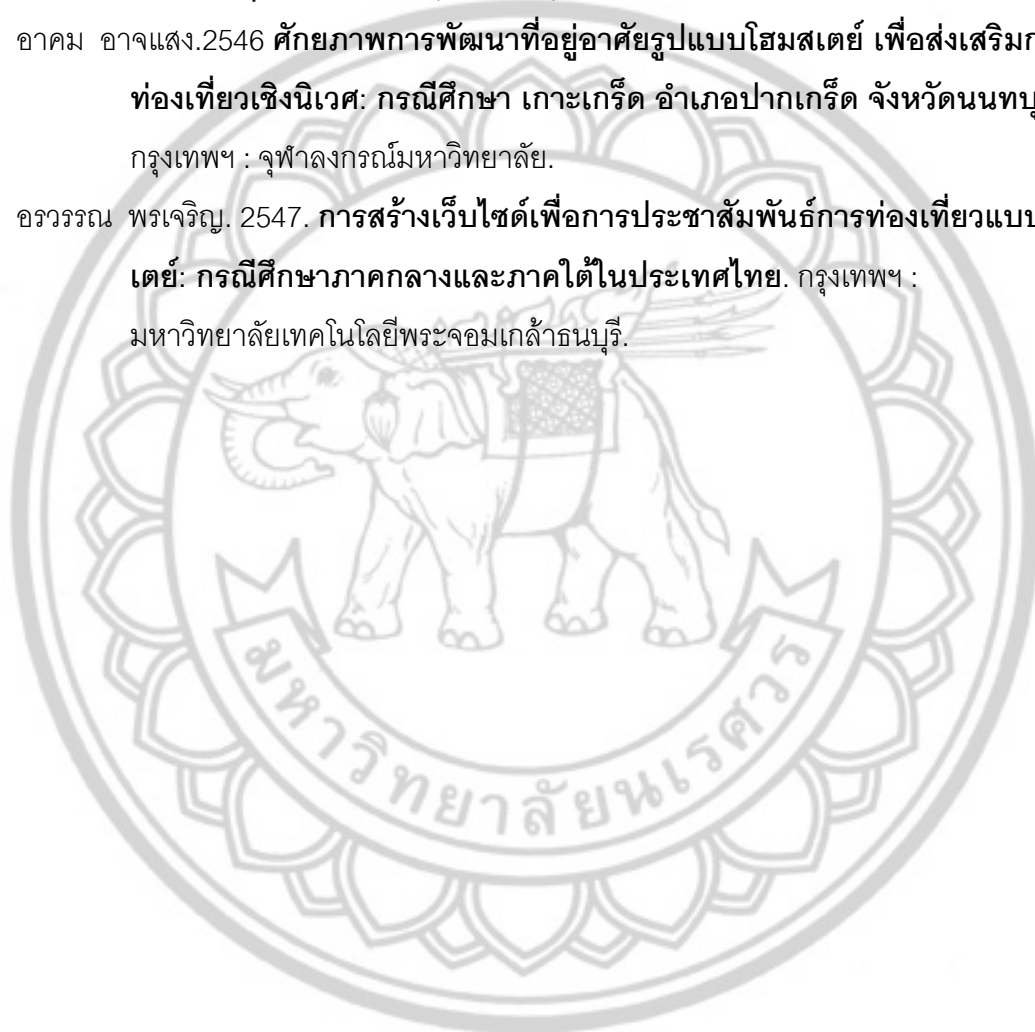 อาคม อาจแสง.2546 ศักยภาพการพัฒนาที่อยู่อาศัยรูปแบบโฮมสเตย์ เพื่อส่งเสริมก
ท่องเที่ยวเชิงนิเวศ: กรณีศึกษา เกาะเกร็ด อำเภอปากเกร็ด จังหวัดนนทบุ
กรุงเทพฯ : จุฬาลงกรณ์มหาวิทยาลัย.
อรวรรณ พรเจริญ. 2547. การสร้างเว็บไซด์เพื่อการประชาสัมพันธ์การท่องเที่ยวแบบ
เตย์: กรณีศึกษาภาคกลางและภาคใต้ในประเทศไทย. กรุงเทพฯ :
มหาวิทยาลัยเทคโนโลยีพระจอมเกล้าธนบุรี.
มหาวิทยาลัยนเรศวร